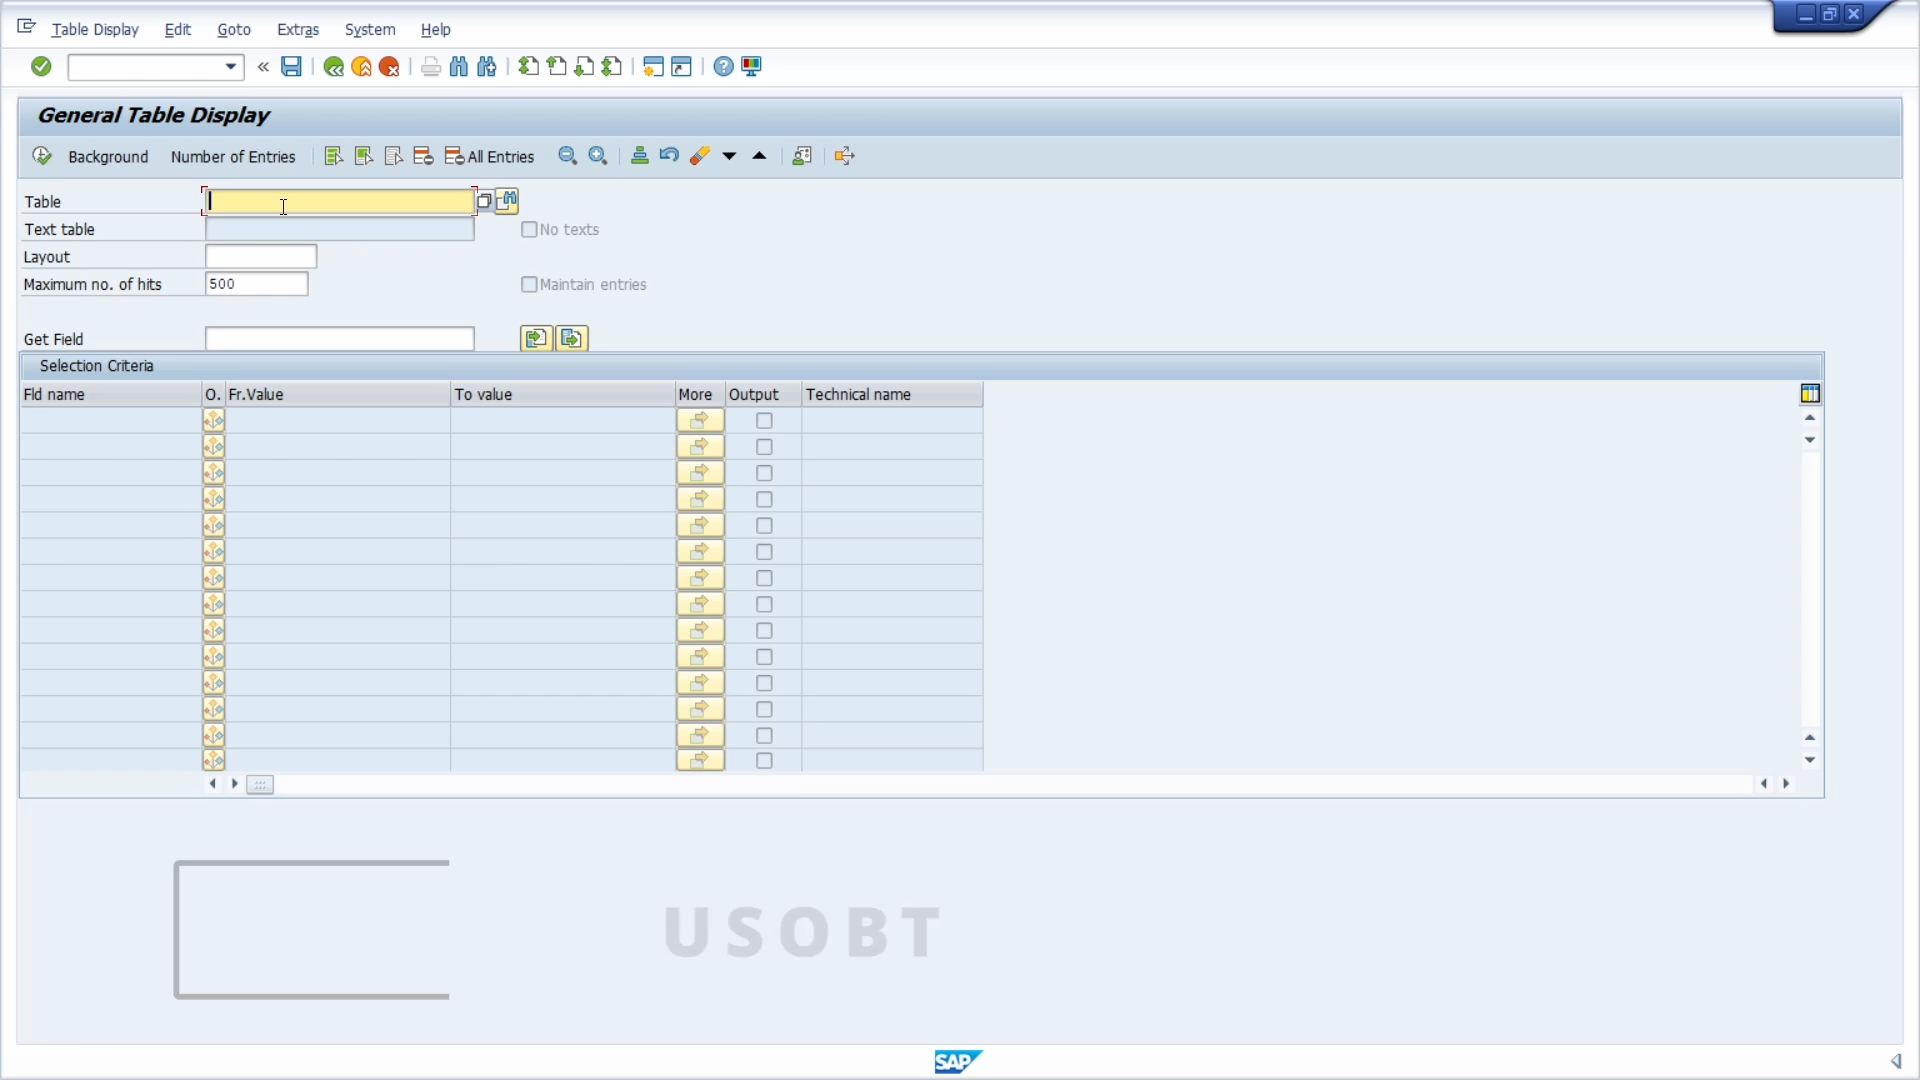 Table Display Edit Goto Extras System Help
General Table Display
Background Number of Entries All Entries
Table
Text table No texts
Layout
Maximum no. of hits 500 Maintain entries
Get Field
Selection Criteria
Fld name O. Fr.Value To value More Output Technical name
USOBT
SAP